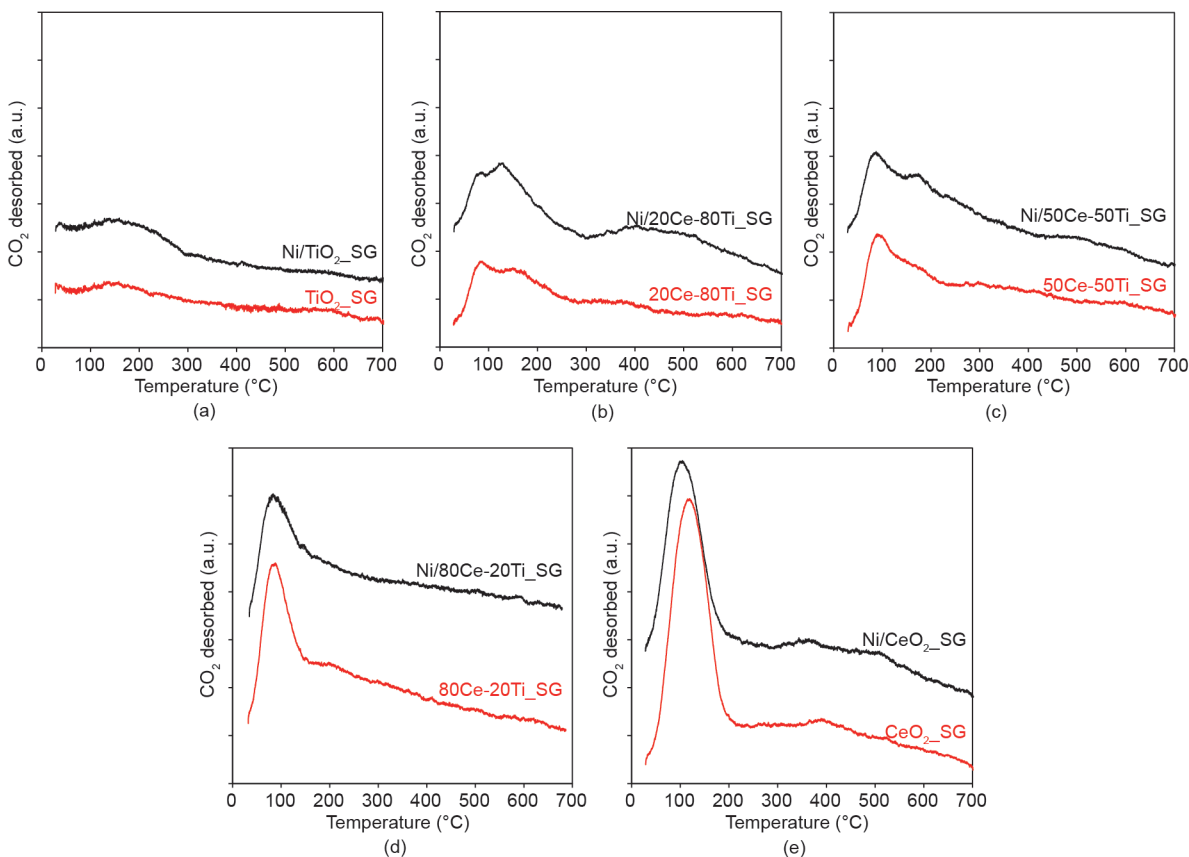 CO₂ desorbed (a.u.)
Ni/TiO₂_SG
TiO₂_SG
0 100 200 300 400 500 600 700
Temperature (°C)
(a)
CO₂ desorbed (a.u.)
Ni/20Ce-80Ti_SG
20Ce-80Ti_SG
0 100 200 300 400 500 600 700
Temperature (°C)
(b)
CO₂ desorbed (a.u.)
Ni/50Ce-50Ti_SG
50Ce-50Ti_SG
0 100 200 300 400 500 600 700
Temperature (°C)
(c)
CO₂ desorbed (a.u.)
Ni/80Ce-20Ti_SG
80Ce-20Ti_SG
0 100 200 300 400 500 600 700
Temperature (°C)
(d)
CO₂ desorbed (a.u.)
Ni/CeO₂_SG
CeO₂_SG
0 100 200 300 400 500 600 700
Temperature (°C)
(e)